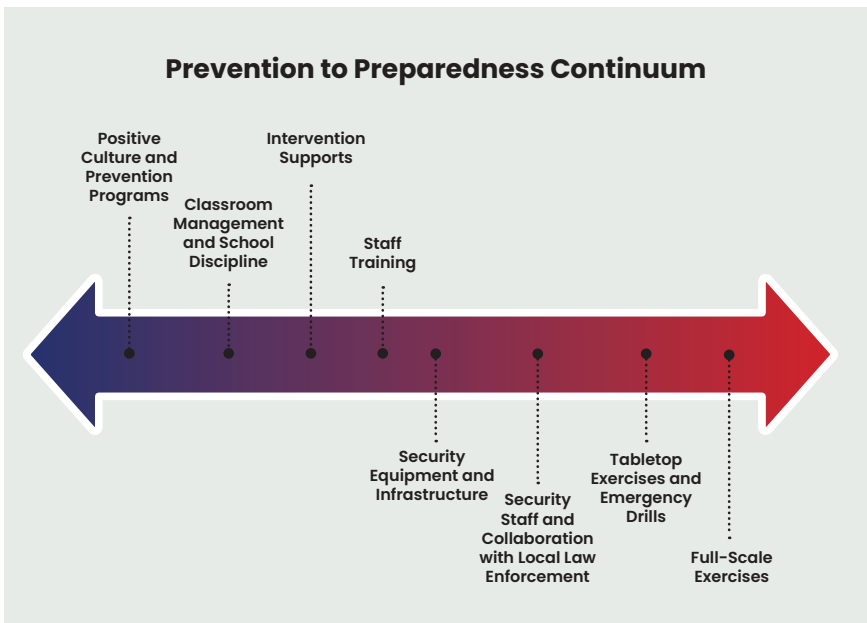 Prevention to Preparedness Continuum
Positive
Culture and
Prevention
Programs
Classroom
Management
and School
Discipline
Intervention
Supports
Staff
Training
Security
Equipment and
Infrastructure
Security
Staff and
Collaboration
with Local Law
Enforcement
Tabletop
Exercises and
Emergency
Drills
Full-Scale
Exercises